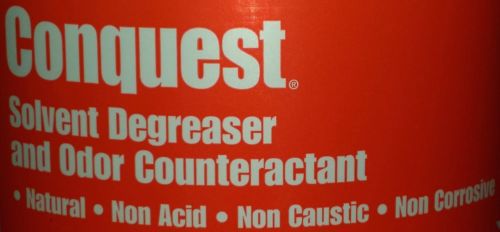 Conquest®
Solvent Degreaser
and Odor Counteractant
• Natural • Non Acid • Non Caustic • Non Corrosive